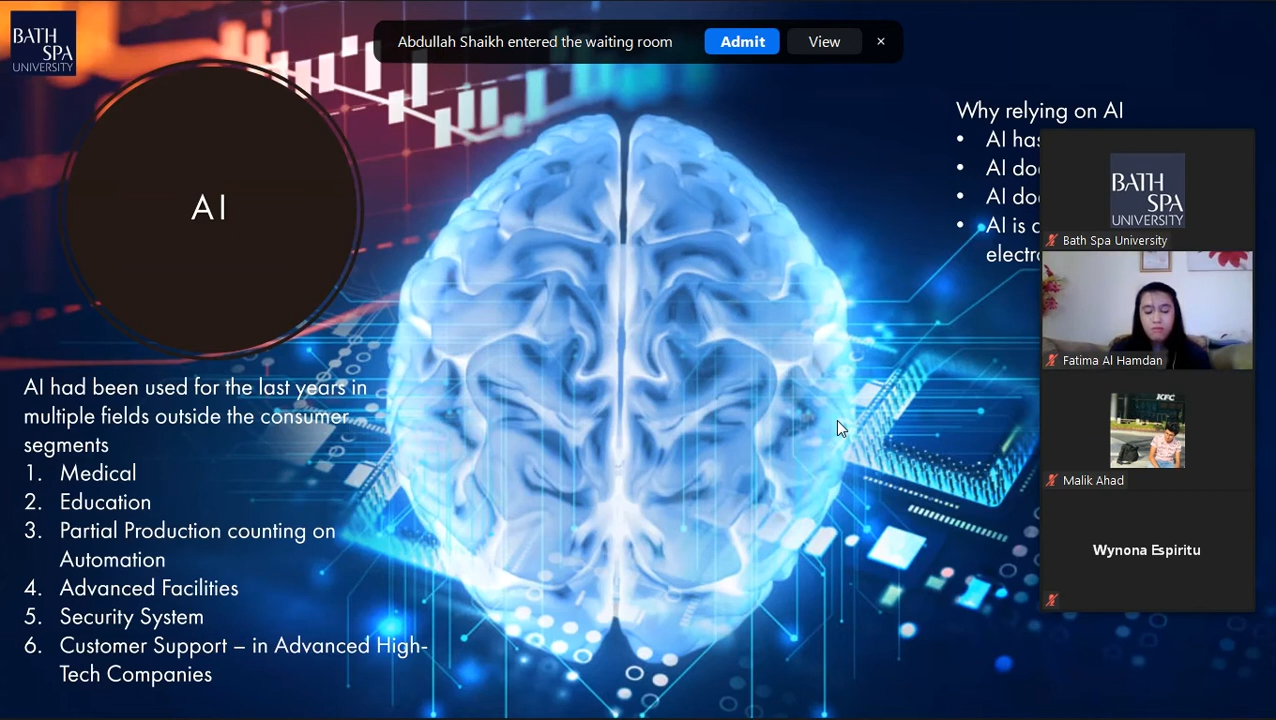 BATH
SPA
UNIVERSITY
Abdullah Shaikh entered the waiting room
Admit
View
×
AI
AI had been used for the last years in
multiple fields outside the consumer
segments
1. Medical
2. Education
3. Partial Production counting on
Automation
4. Advanced Facilities
5. Security System
6. Customer Support – in Advanced High-
Tech Companies
Why relying on AI
• AI has
• AI
• AI
• AI is
BATH
SPA
UNIVERSITY
Bath Spa University
Fatima Al Hamdan
KFC
Malik Ahad
Wynona Espiritu